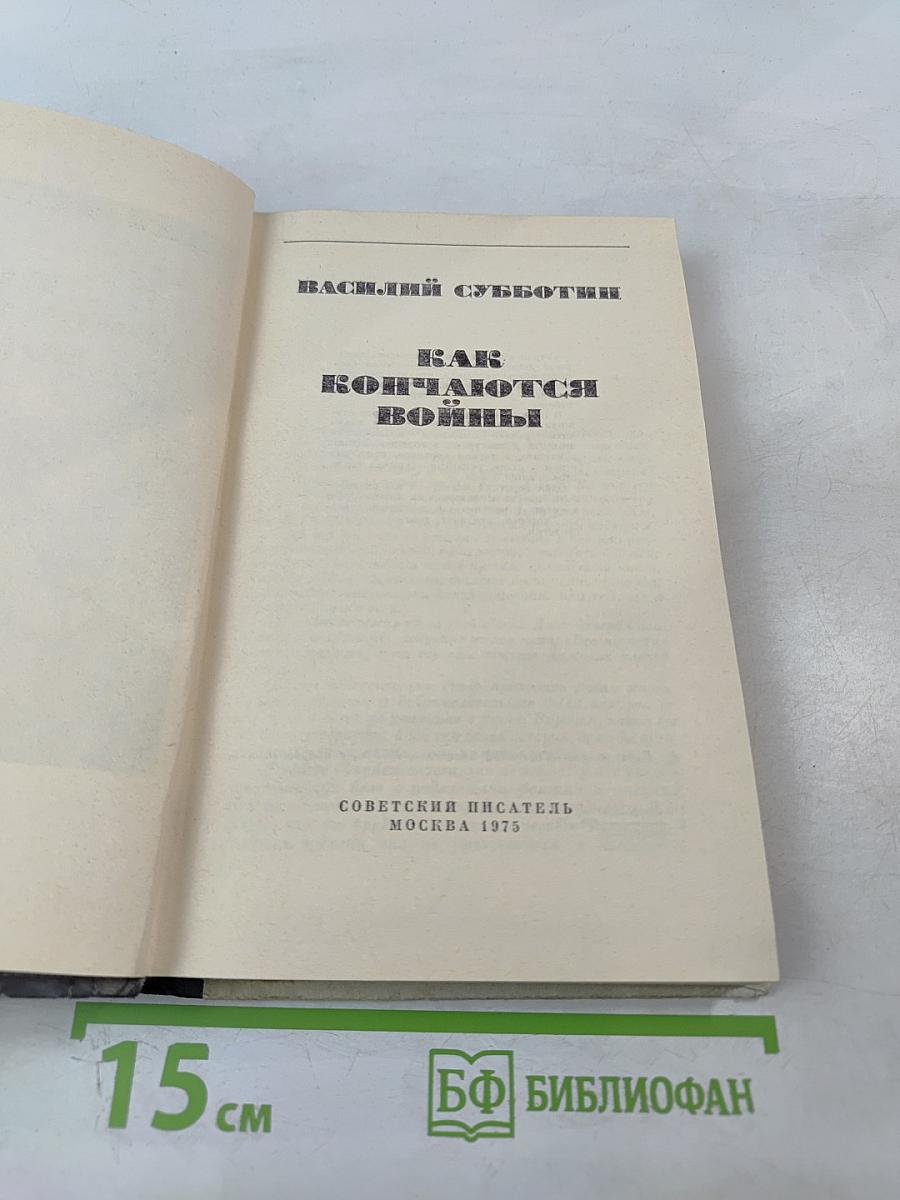 ВАСИЛИЙ СУББОТИН
КАК
КОНЧАЮТСЯ
ВОЙНЫ
СОВЕТСКИЙ ПИСАТЕЛЬ
МОСКВА 1975
15 см
БФ БИБЛИОФАН